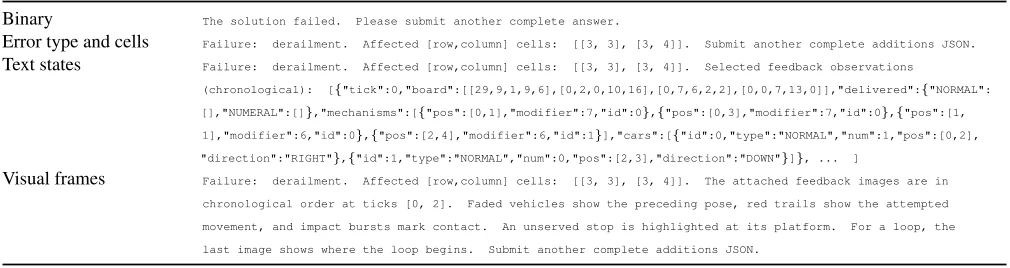 Binary The solution failed. Please submit another complete answer.
Error type and cells Failure: derailment. Affected [row,column] cells: [[3, 3], [3, 4]]. Submit another complete additions JSON.
Text states Failure: derailment. Affected [row,column] cells: [[3, 3], [3, 4]]. Selected feedback observations
(chronological): [{"tick":0,"board":[[29,9,1,9,6],[0,2,0,10,16],[0,7,6,2,2],[0,0,7,13,0]],"delivered":{"NORMAL":
[],"NUMERAL":[]},"mechanisms":[{"pos":[0,1],"modifier":7,"id":0},{"pos":[0,3],"modifier":7,"id":0},{"pos":[1,
1],"modifier":6,"id":0},{"pos":[2,4],"modifier":6,"id":1}],"cars":[{"id":0,"type":"NORMAL","num":1,"pos":[0,2],
"direction":"RIGHT"},{"id":1,"type":"NORMAL","num":0,"pos":[2,3],"direction":"DOWN"}]}, ... ]
Visual frames Failure: derailment. Affected [row,column] cells: [[3, 3], [3, 4]]. The attached feedback images are in
chronological order at ticks [0, 2]. Faded vehicles show the preceding pose, red trails show the attempted
movement, and impact bursts mark contact. An unserved stop is highlighted at its platform. For a loop, the
last image shows where the loop begins. Submit another complete additions JSON.